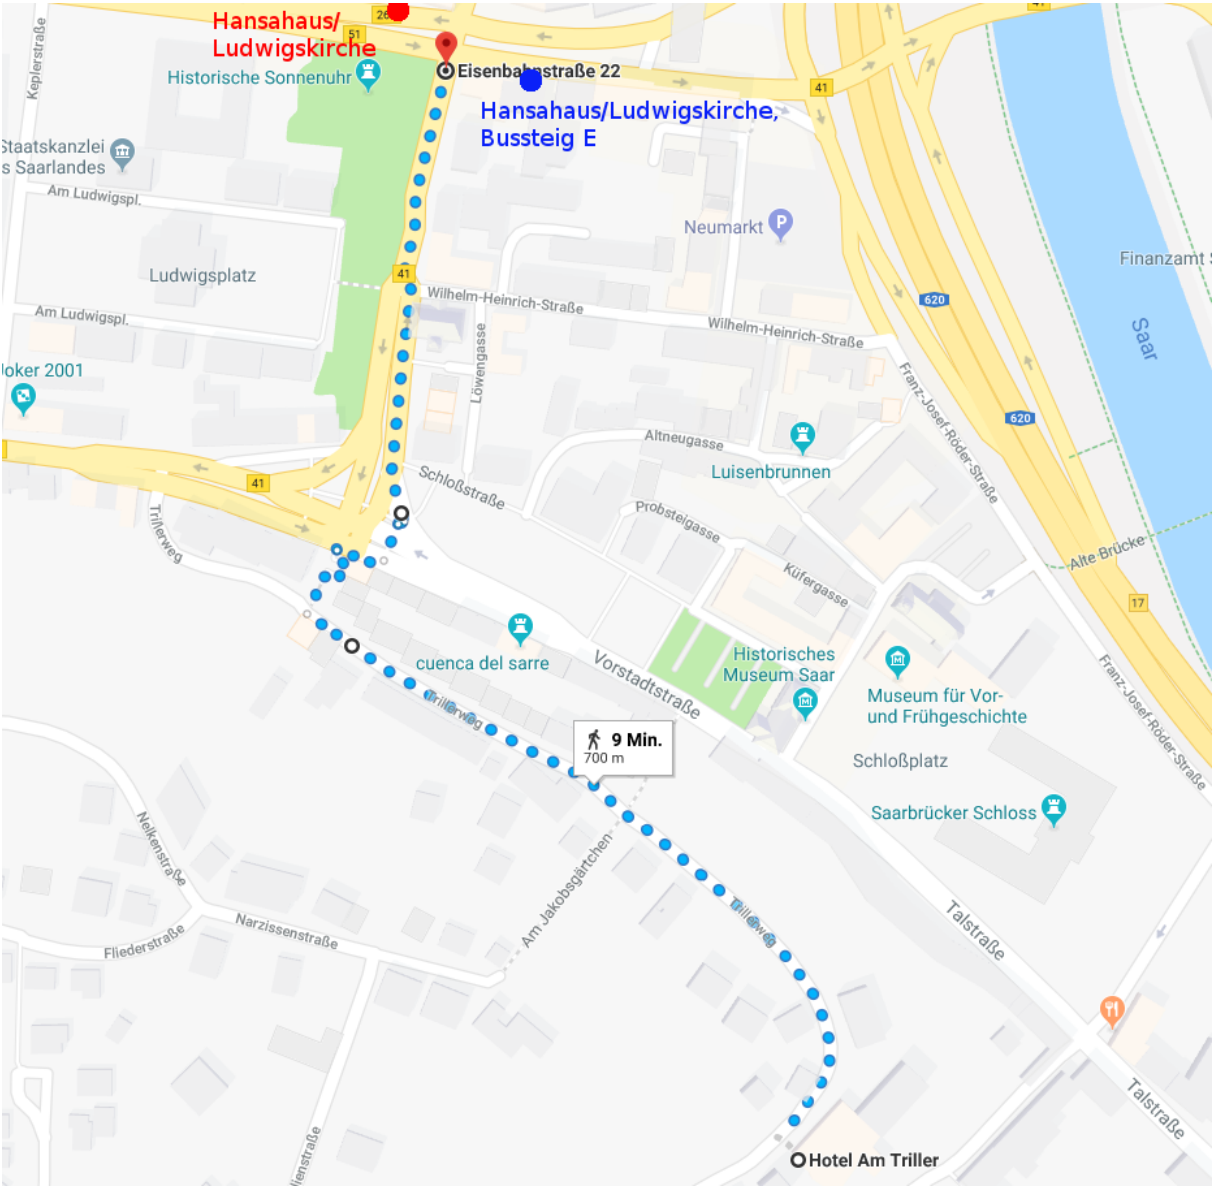 Hansahaus/
Ludwigskirche
26
51
41
Keplerstraße
Historische Sonnenuhr
Eisenbahnstraße 22
41
Hansahaus/Ludwigskirche,
Bussteig E
Staatskanzlei
s Saarlandes
Am Ludwigspl.
Neumarkt
P
Ludwigsplatz
41
Finanzamt
Wilhelm-Heinrich-Straße
620
Am Ludwigspl.
Wilhelm-Heinrich-Straße
Saar
Joker 2001
Löwengasse
Franz-Josef-Röder-Straße
620
Altneugasse
Luisenbrunnen
41
Schloßstraße
Probsteigasse
Trillerweg
Alte Brücke
Küfergasse
17
cuenca del sarre
Vorstadtstraße
Historisches
Museum Saar
Museum für Vor-
und Frühgeschichte
Franz-Josef-Röder-Straße
Trillerweg
9 Min.
700 m
Schloßplatz
Saarbrücker Schloss
Nelkenstraße
Am Jakobsgärtchen
Trillerweg
Narzissenstraße
Fliederstraße
Talstraße
Talstraße
lienstraße
Hotel Am Triller